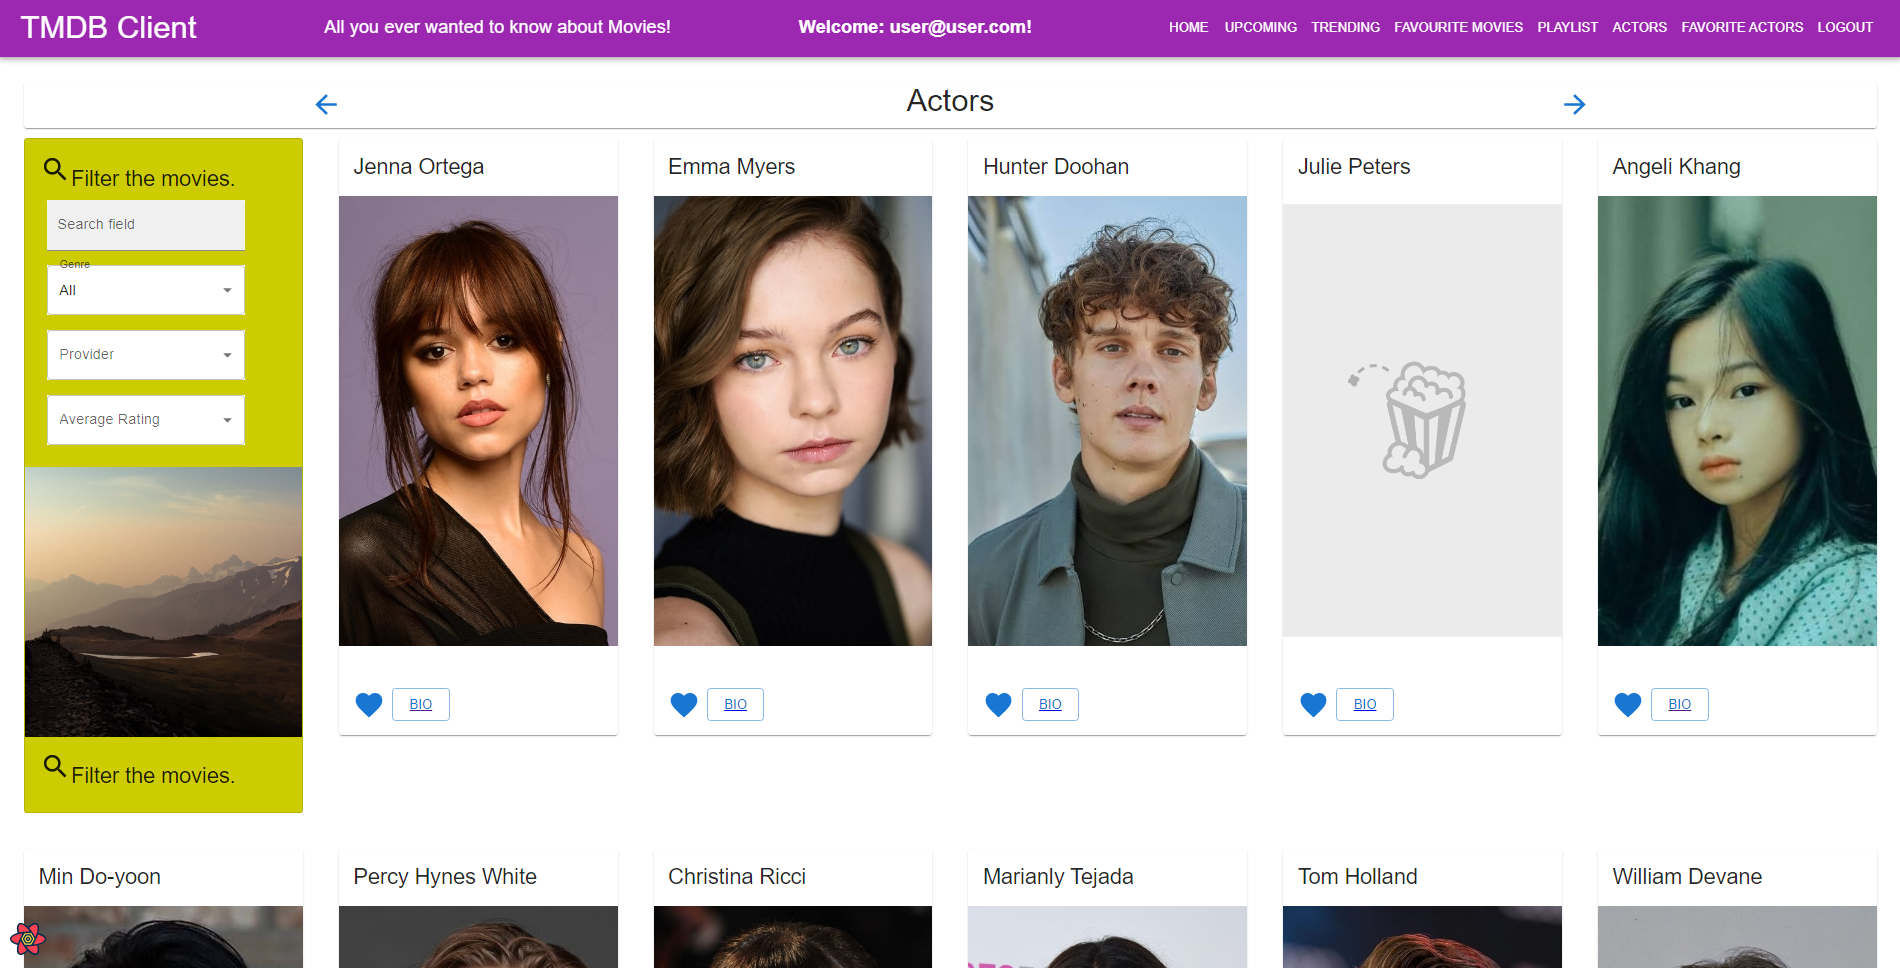 TMDB Client
All you ever wanted to know about Movies!
Welcome: user@user.com!
HOME UPCOMING TRENDING FAVOURITE MOVIES PLAYLIST ACTORS FAVORITE ACTORS LOGOUT
Actors
Filter the movies.
Search field
Genre
All
Provider
Average Rating
Filter the movies.
Jenna Ortega
BIO
Emma Myers
BIO
Hunter Doohan
BIO
Julie Peters
BIO
Angeli Khang
BIO
Min Do-yoon
Percy Hynes White
Christina Ricci
Marianly Tejada
Tom Holland
William Devane